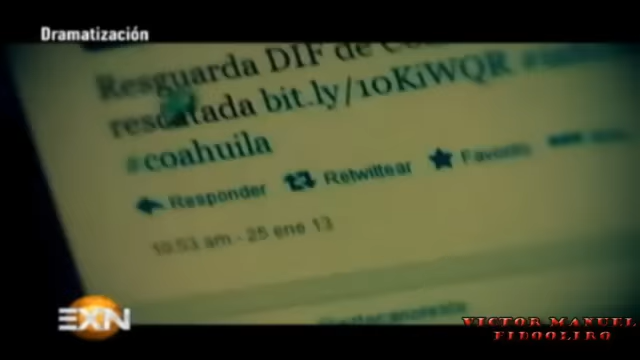 Dramatización
Resguarda DIF de
rescatada bit.ly/10KiWQR
#coahuila
Responder Retwittear Favorito
10:53 am - 25 ene 13
EXN
VICTOR MANUEL